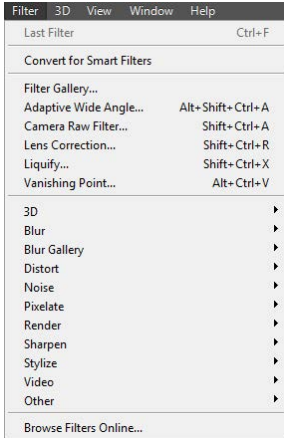 Filter 3D View Window Help
Last Filter Ctrl+F
Convert for Smart Filters
Filter Gallery...
Adaptive Wide Angle... Alt+Shift+Ctrl+A
Camera Raw Filter... Shift+Ctrl+A
Lens Correction... Shift+Ctrl+R
Liquify... Shift+Ctrl+X
Vanishing Point... Alt+Ctrl+V
3D
Blur
Blur Gallery
Distort
Noise
Pixelate
Render
Sharpen
Stylize
Video
Other
Browse Filters Online...